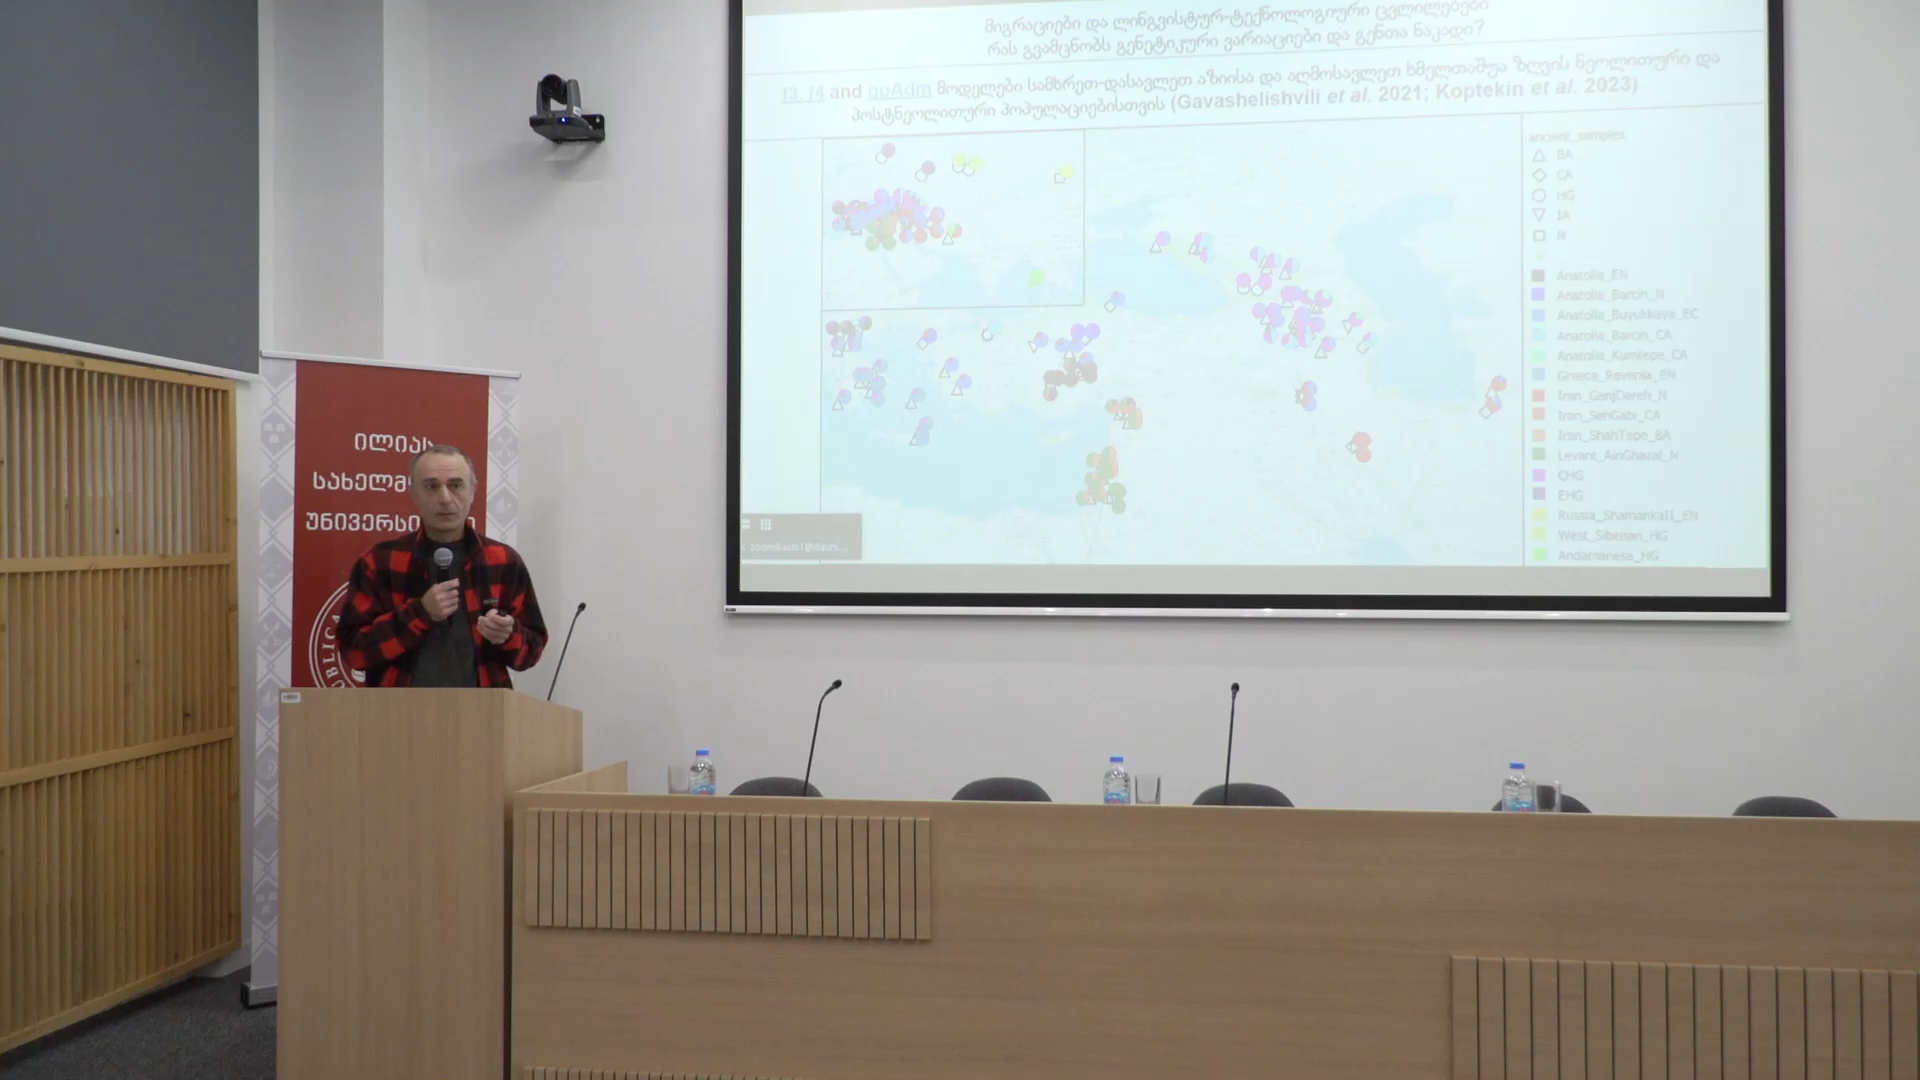 მიგრაციები და ლინგვისტურ-ტექნოლოგიური ცვლილებები
რას გვამცნობს გენეტიკური ვარიაციები და გენთა ნაკადი?
f3, f4 and qpAdm მოდელები სამხრეთ-დასავლეთ აზიისა და აღმოსავლეთ ხმელთაშუა ზღვის ნეოლითური და
პოსტნეოლითური პოპულაციებისთვის (Gavashelishvili et al. 2021; Koptekin et al. 2023)
ancient_samples
BA
CA
HG
IA
N
Anatolia_EN
Anatolia_Barcin_N
Anatolia_Buyukkaya_EC
Anatolia_Barcin_CA
Anatolia_Kumtepe_CA
Greece_Revenia_EN
Iran_GanjDareh_N
Iran_SehGabi_CA
Iran_ShahTepe_BA
Levant_AinGhazal_N
CHG
EHG
Russia_ShamankaII_EN
West_Siberian_HG
Andamanese_HG
ილიას
სახელმ
უნივერსი